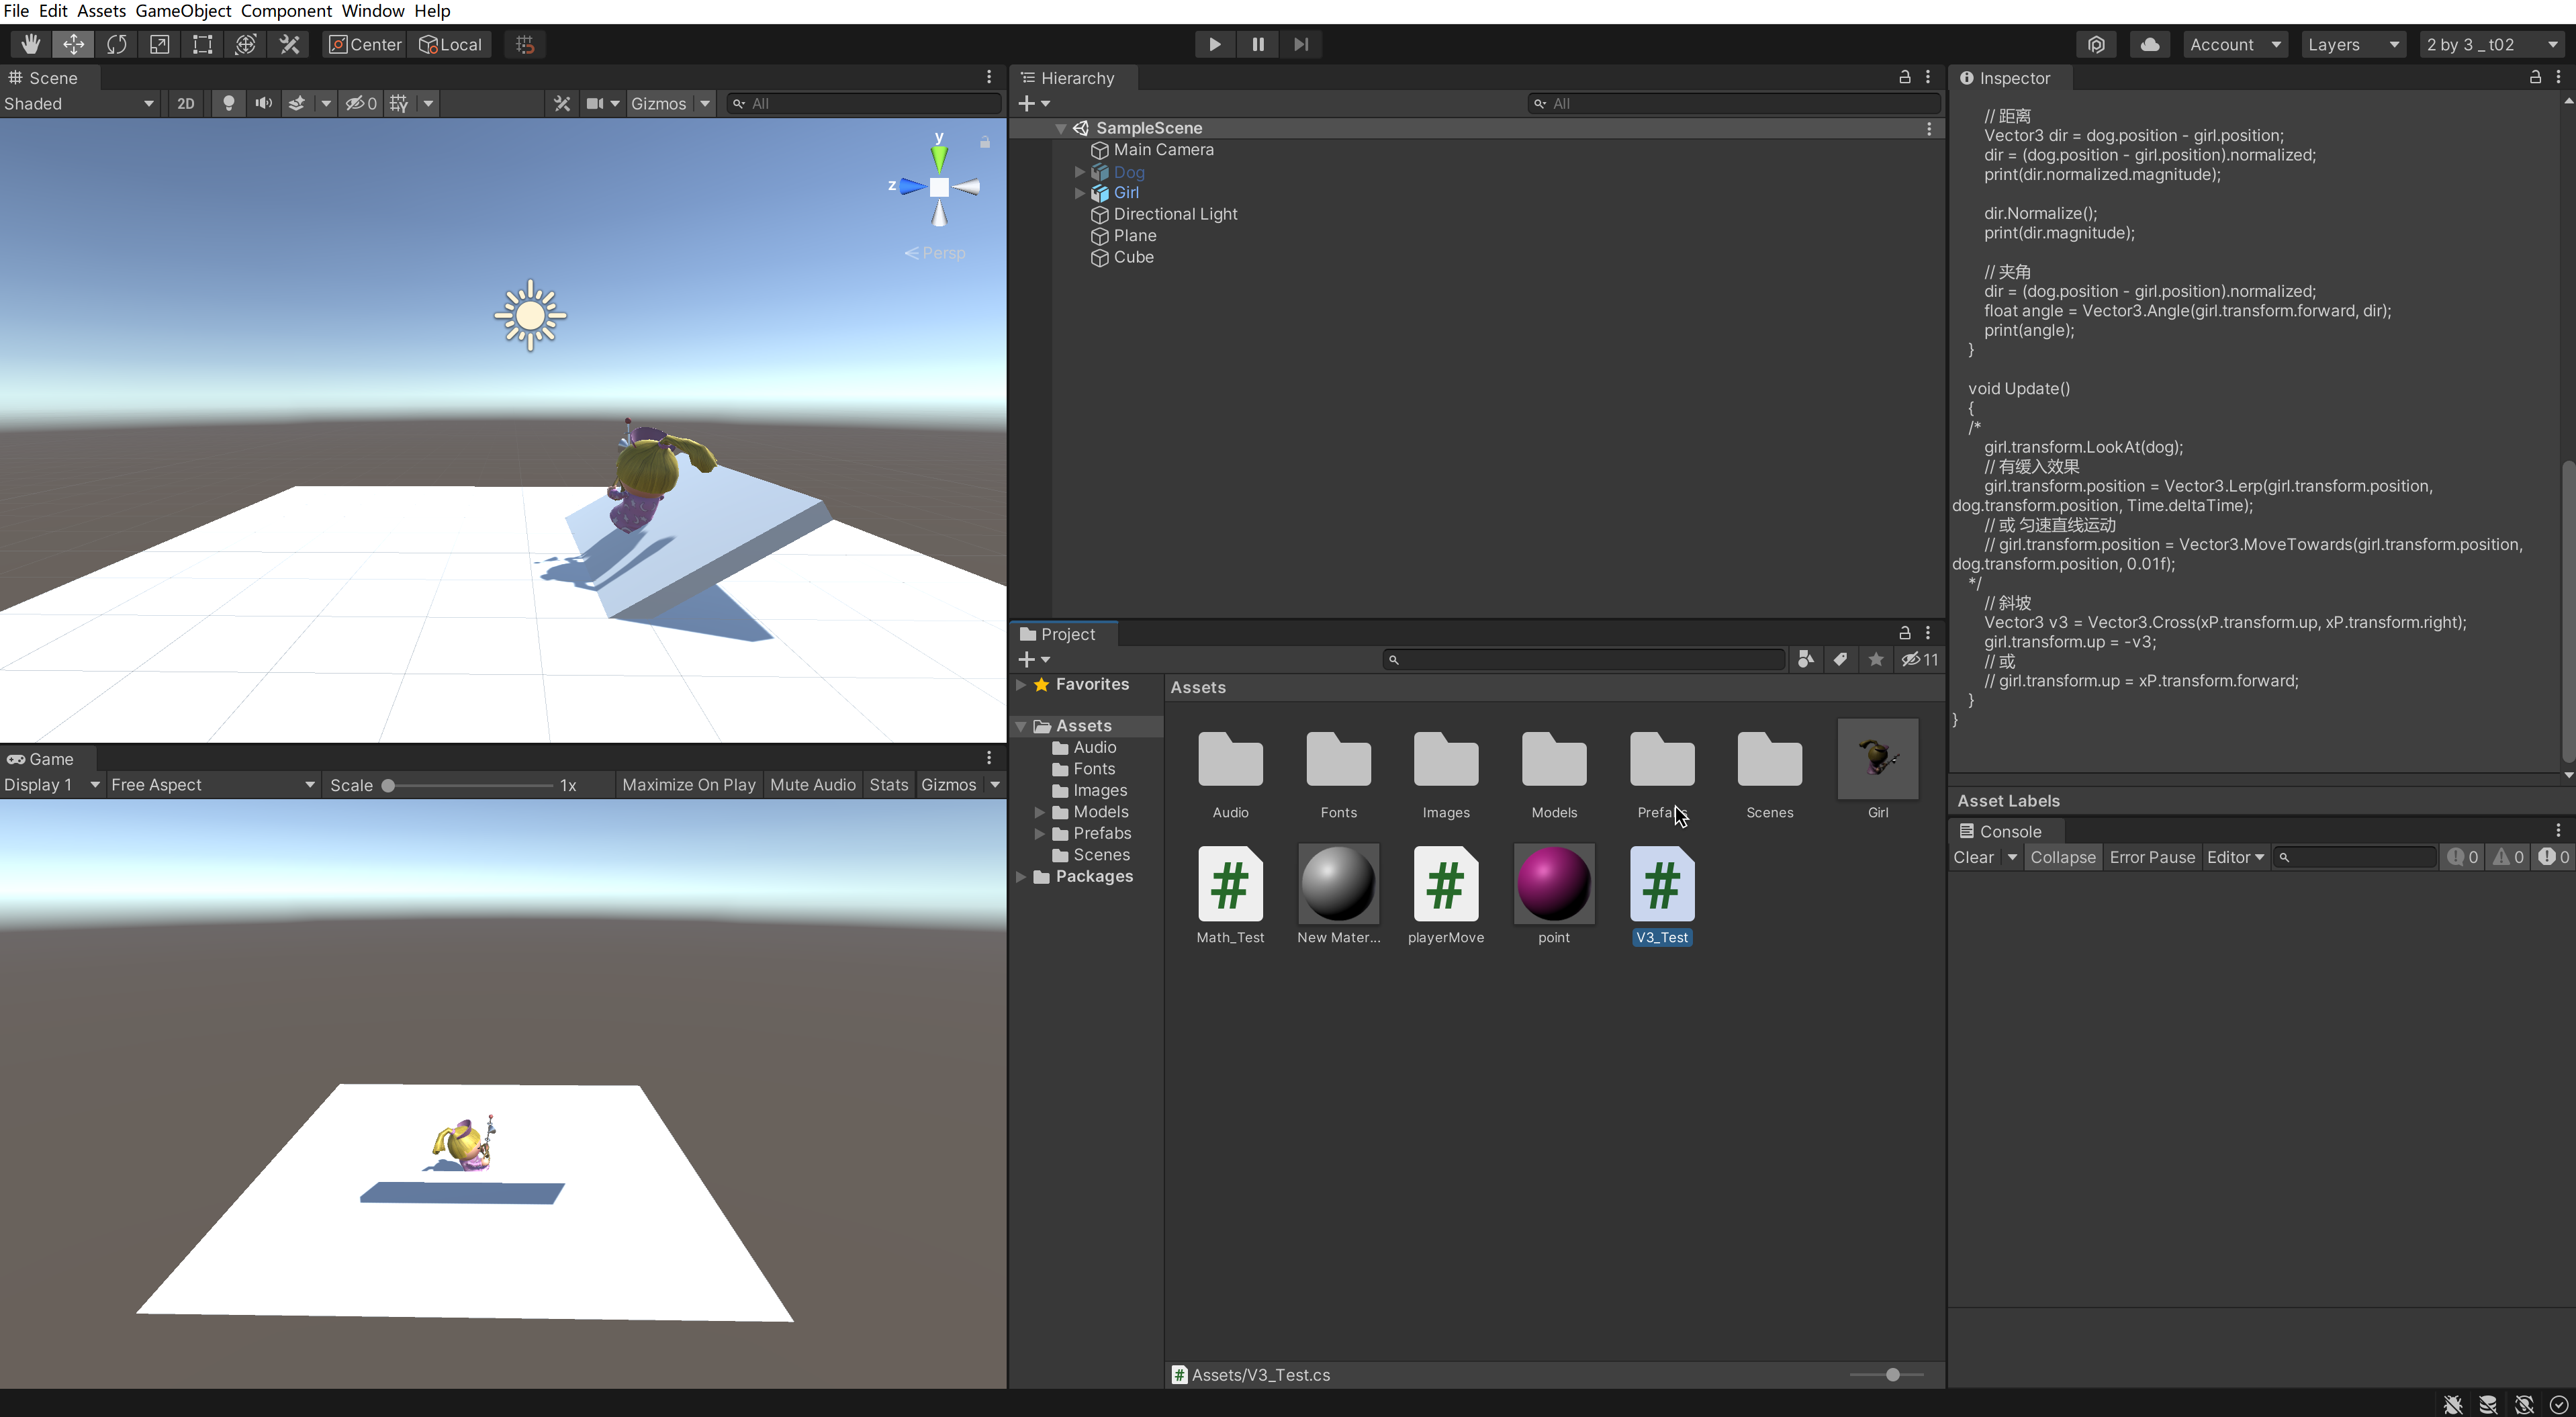 File Edit Assets GameObject Component Window Help
Center Local
Account Layers 2 by 3 _ t02
Scene
Shaded 2D 0 Gizmos All
y
z
Persp
Game
Display 1 Free Aspect Scale 1x Maximize On Play Mute Audio Stats Gizmos
Hierarchy
All
SampleScene
Main Camera
Dog
Girl
Directional Light
Plane
Cube
Project
11
Favorites
Assets
Audio
Fonts
Images
Models
Prefabs
Scenes
Packages
Assets
Audio Fonts Images Models Prefabs Scenes Girl
Math_Test New Mater... playerMove point V3_Test
Assets/V3_Test.cs
Inspector
// 距离
Vector3 dir = dog.position - girl.position;
dir = (dog.position - girl.position).normalized;
print(dir.normalized.magnitude);
dir.Normalize();
print(dir.magnitude);
// 夹角
dir = (dog.position - girl.position).normalized;
float angle = Vector3.Angle(girl.transform.forward, dir);
print(angle);
}
void Update()
{
/*
girl.transform.LookAt(dog);
// 有缓入效果
girl.transform.position = Vector3.Lerp(girl.transform.position,
dog.transform.position, Time.deltaTime);
// 或 匀速直线运动
// girl.transform.position = Vector3.MoveTowards(girl.transform.position,
dog.transform.position, 0.01f);
*/
// 斜坡
Vector3 v3 = Vector3.Cross(xP.transform.up, xP.transform.right);
girl.transform.up = -v3;
// 或
// girl.transform.up = xP.transform.forward;
}
}
Asset Labels
Console
Clear Collapse Error Pause Editor 0 0 0